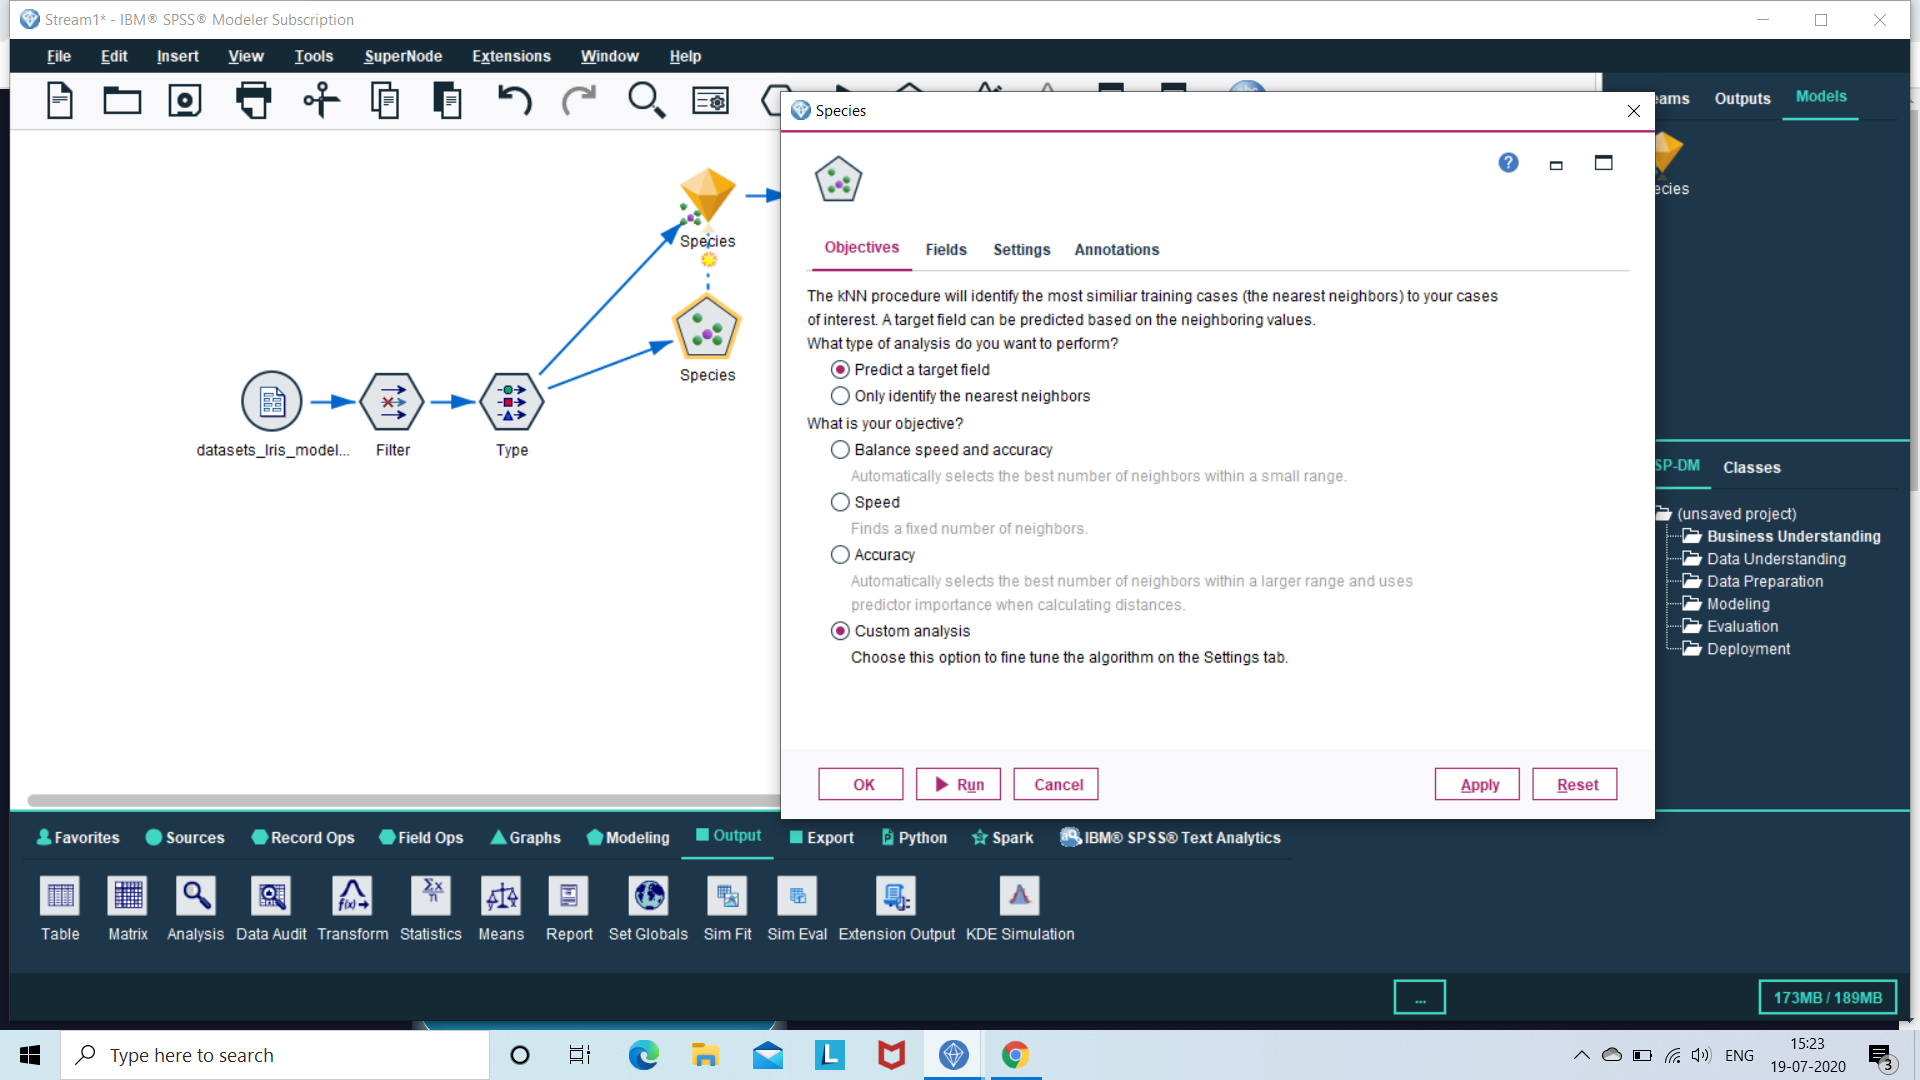 Stream1* - IBM® SPSS® Modeler Subscription
File Edit Insert View Tools SuperNode Extensions Window Help
Species
Outputs Models
Species
Species
datasets_Iris_model... Filter Type
Objectives Fields Settings Annotations
The kNN procedure will identify the most similiar training cases (the nearest neighbors) to your cases
of interest. A target field can be predicted based on the neighboring values.
What type of analysis do you want to perform?
Predict a target field
Only identify the nearest neighbors
What is your objective?
Balance speed and accuracy
Automatically selects the best number of neighbors within a small range.
Speed
Finds a fixed number of neighbors.
Accuracy
Automatically selects the best number of neighbors within a larger range and uses
predictor importance when calculating distances.
Custom analysis
Choose this option to fine tune the algorithm on the Settings tab.
OK Run Cancel Apply Reset
SP-DM Classes
(unsaved project)
Business Understanding
Data Understanding
Data Preparation
Modeling
Evaluation
Deployment
Favorites Sources Record Ops Field Ops Graphs Modeling Output Export Python Spark IBM® SPSS® Text Analytics
Table Matrix Analysis Data Audit Transform Statistics Means Report Set Globals Sim Fit Sim Eval Extension Output KDE Simulation
... 173MB / 189MB
Type here to search
ENG
15:23
19-07-2020
3